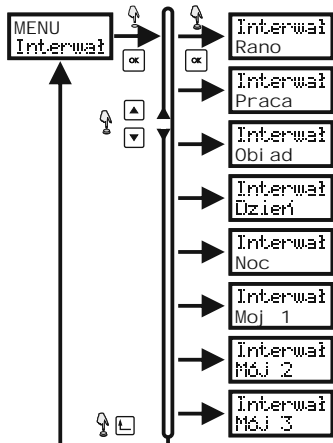 MENU
Interwał
OK
OK
Interwał
Rano
Interwał
Praca
Interwał
Obiad
Interwał
Dzień
Interwał
Noc
Interwał
Moj 1
Interwał
Mój 2
Interwał
Mój 3